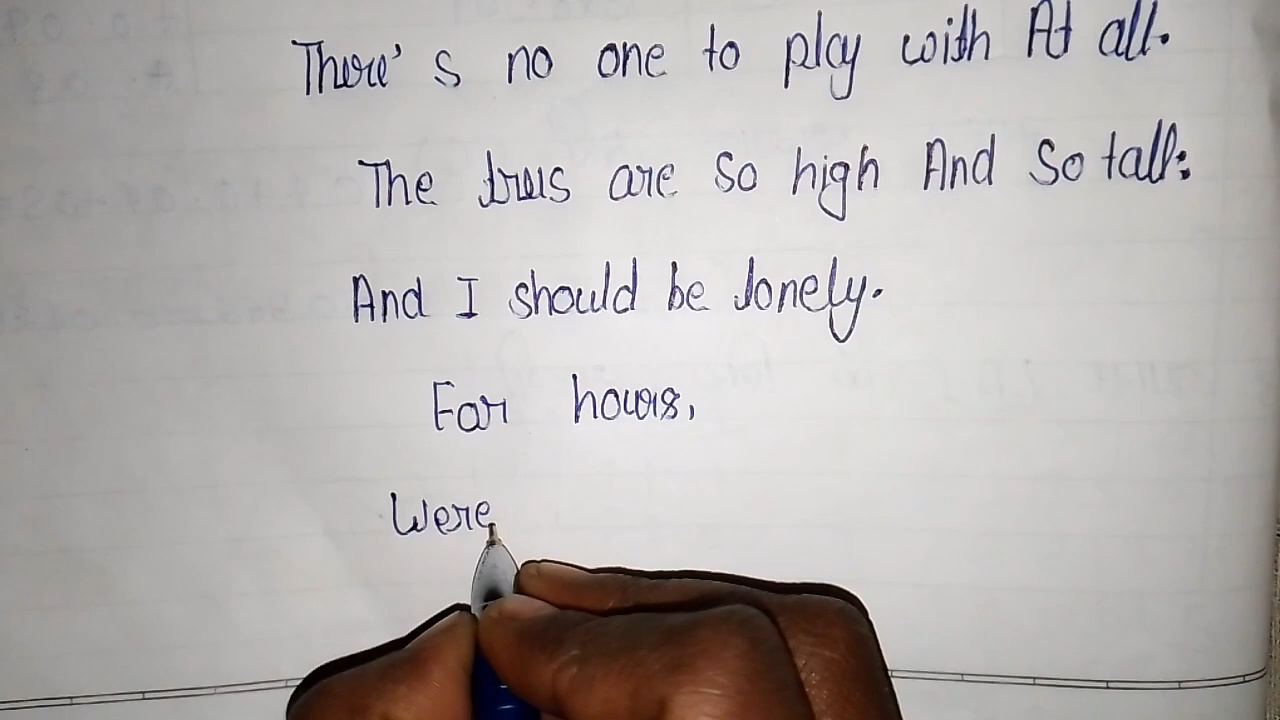 There's no one to play with At all.
The trees are so high And So tall:
And I should be lonely.
For hours,
Were